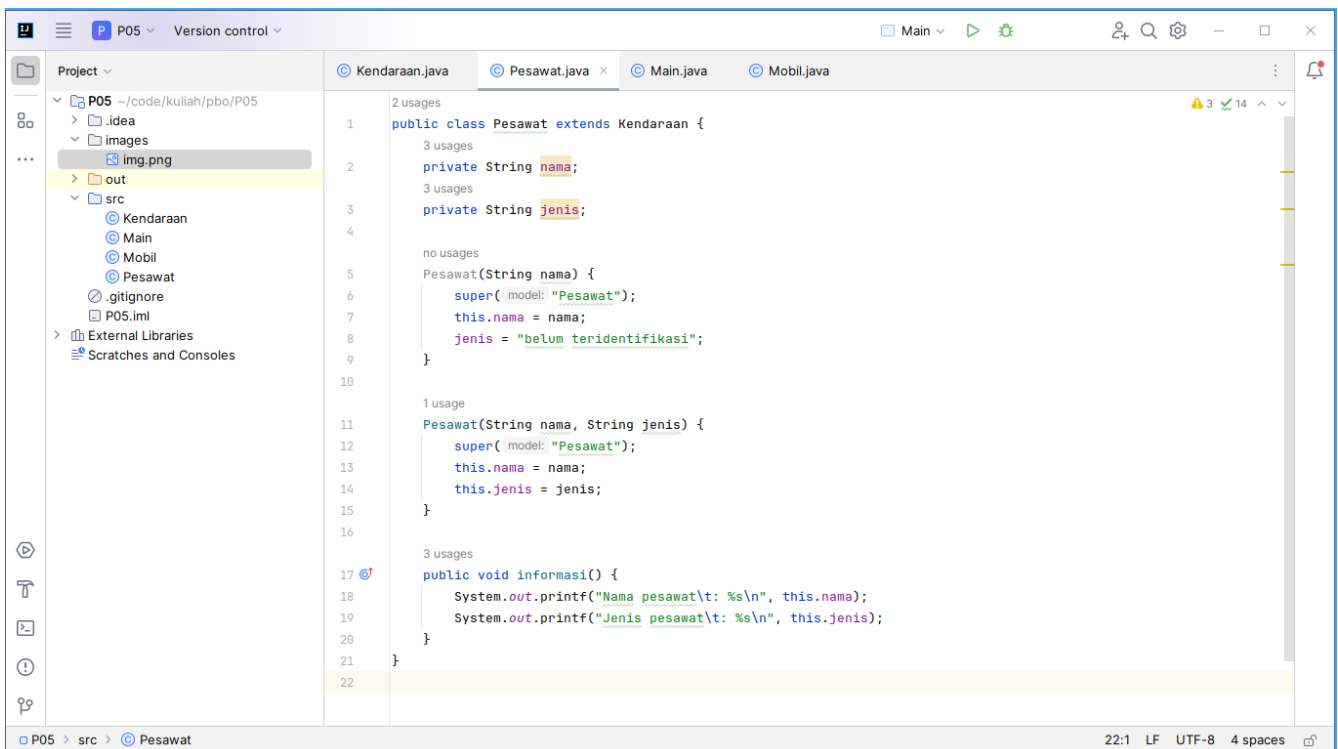 P P05 Version control Main
Project
P05 ~/code/kuliah/pbo/P05
.idea
images
img.png
out
src
Kendaraan
Main
Mobil
Pesawat
.gitignore
P05.iml
External Libraries
Scratches and Consoles
Kendaraan.java Pesawat.java Main.java Mobil.java
3 14
2 usages
1 public class Pesawat extends Kendaraan {
3 usages
2 private String nama;
3 usages
3 private String jenis;
4
no usages
5 Pesawat(String nama) {
6 super( model: "Pesawat");
7 this.nama = nama;
8 jenis = "belum teridentifikasi";
9 }
10
1 usage
11 Pesawat(String nama, String jenis) {
12 super( model: "Pesawat");
13 this.nama = nama;
14 this.jenis = jenis;
15 }
16
3 usages
17 public void informasi() {
18 System.out.printf("Nama pesawat\t: %s\n", this.nama);
19 System.out.printf("Jenis pesawat\t: %s\n", this.jenis);
20 }
21 }
22
P05 > src > Pesawat 22:1 LF UTF-8 4 spaces